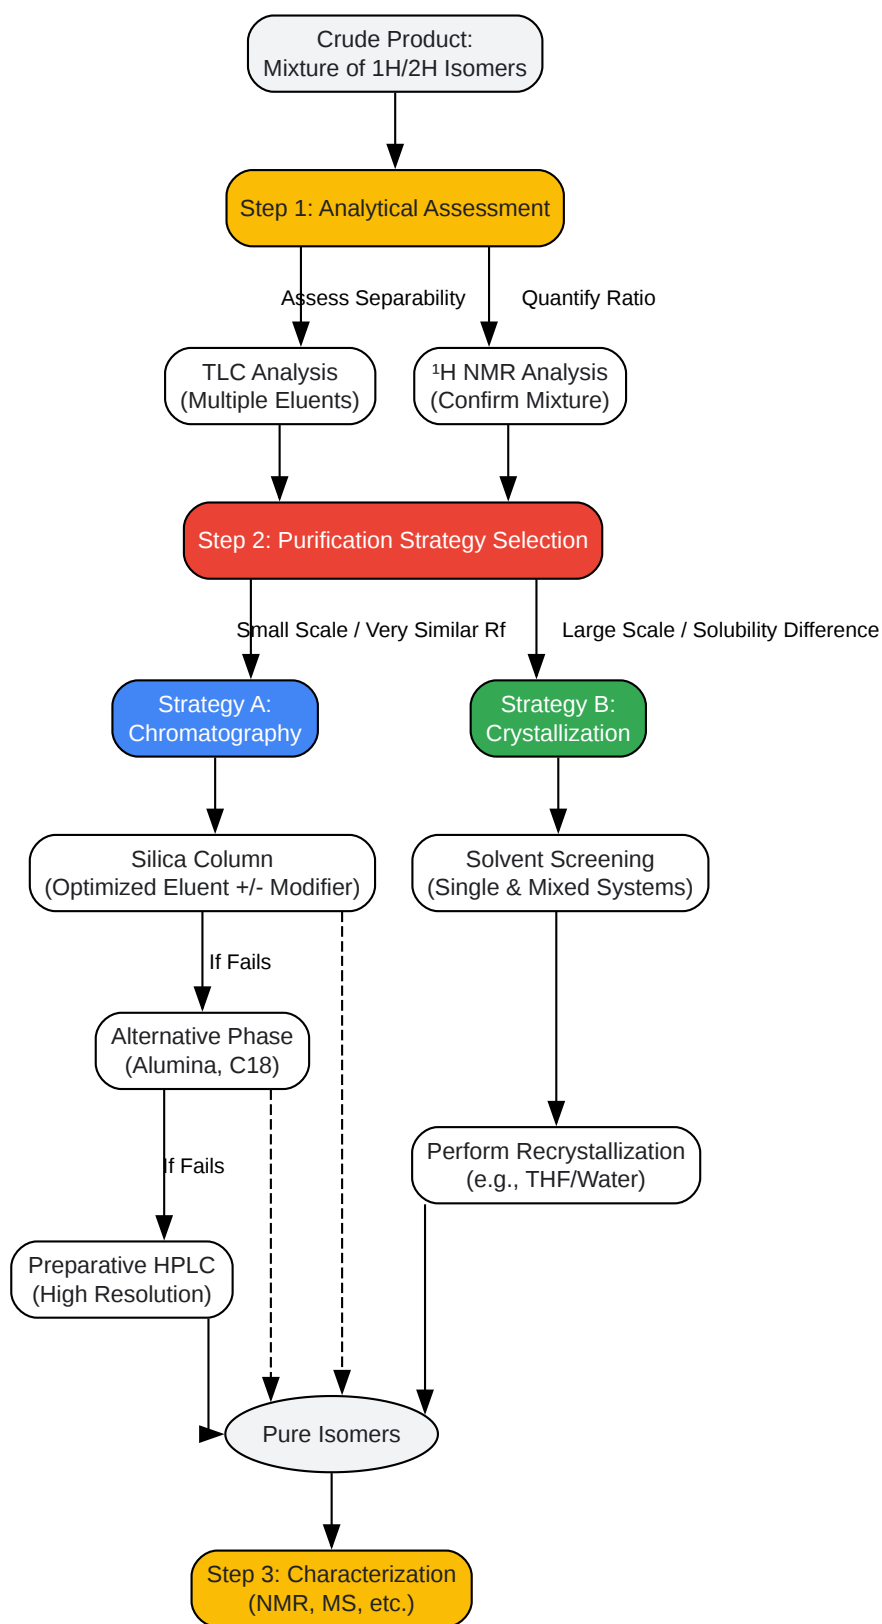 Crude Product:
Mixture of 1H/2H Isomers
Step 1: Analytical Assessment
Assess Separability
Quantify Ratio
TLC Analysis
(Multiple Eluents)
¹H NMR Analysis
(Confirm Mixture)
Step 2: Purification Strategy Selection
Small Scale / Very Similar Rf
Large Scale / Solubility Difference
Strategy A:
Chromatography
Strategy B:
Crystallization
Silica Column
(Optimized Eluent +/- Modifier)
Solvent Screening
(Single & Mixed Systems)
If Fails
Alternative Phase
(Alumina, C18)
If Fails
Perform Recrystallization
(e.g., THF/Water)
Preparative HPLC
(High Resolution)
Pure Isomers
Step 3: Characterization
(NMR, MS, etc.)